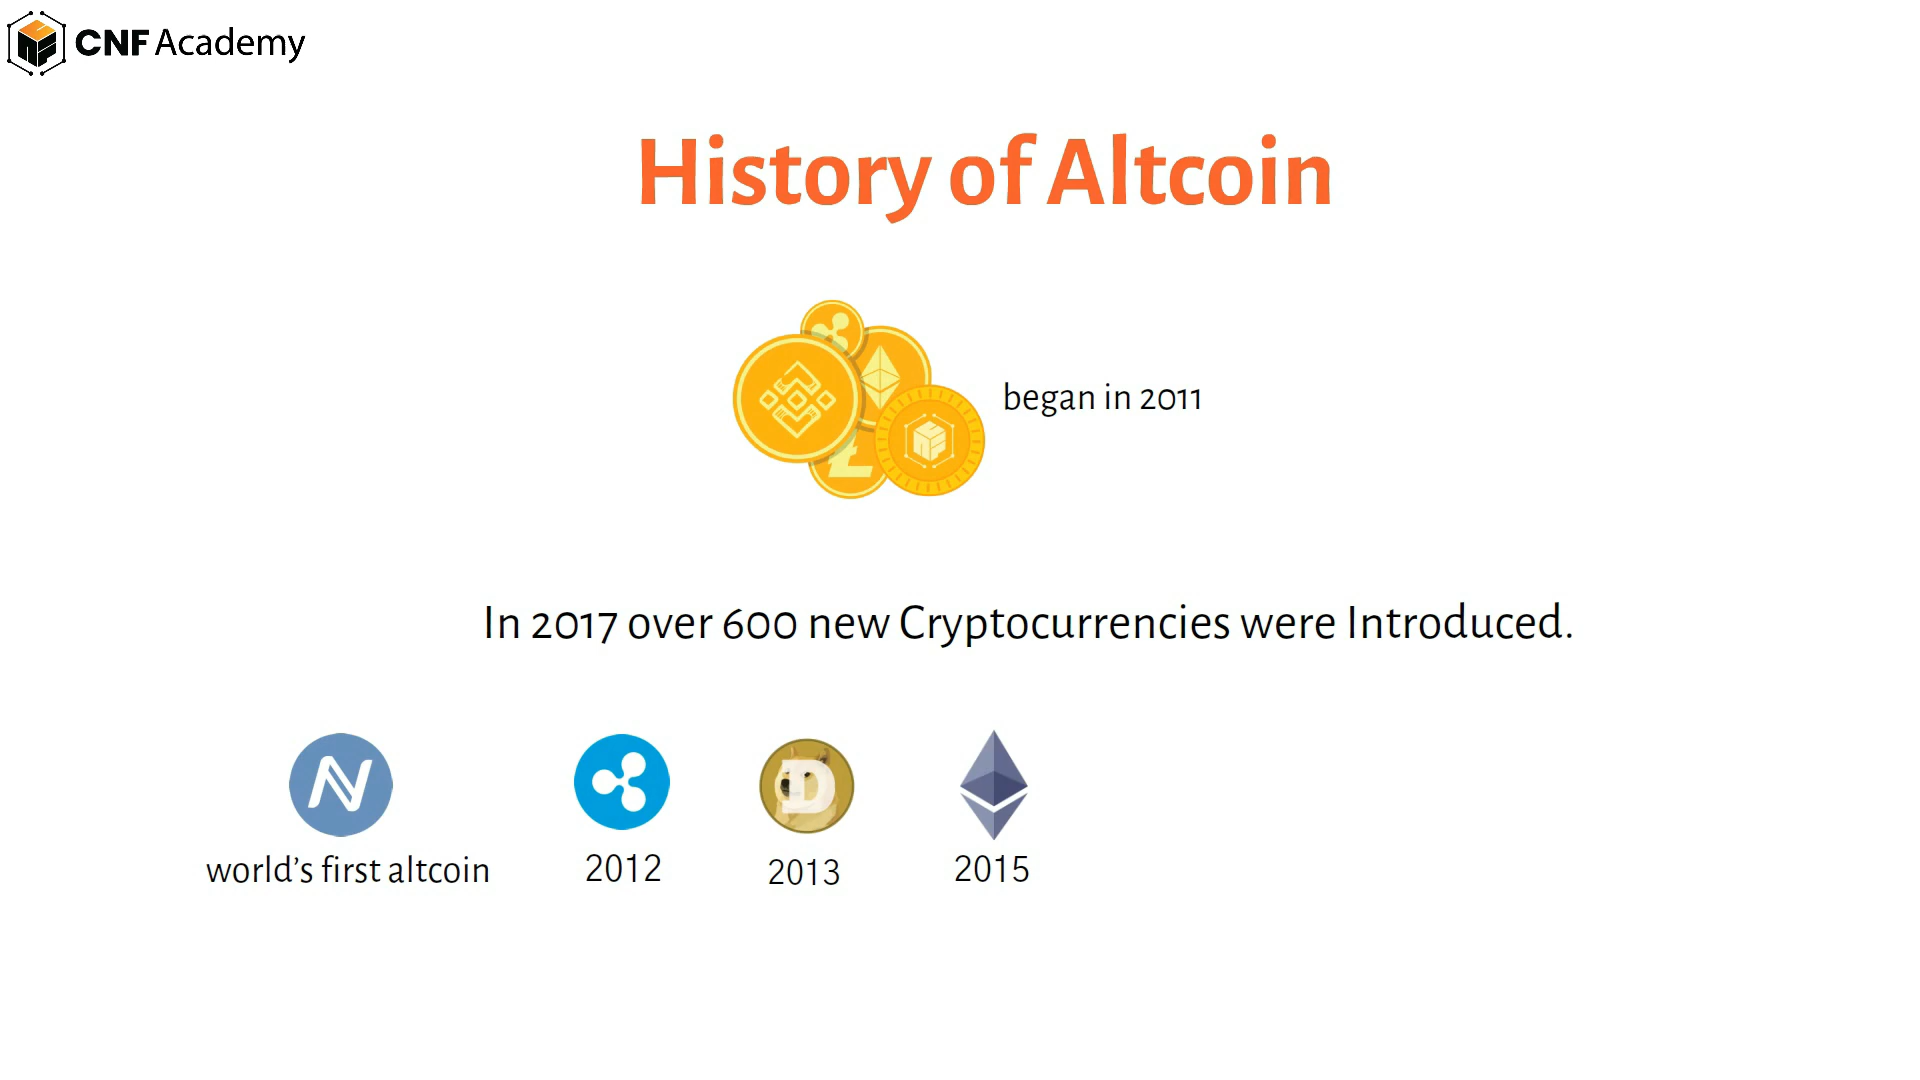 CNF Academy
History of Altcoin
began in 2011
In 2017 over 600 new Cryptocurrencies were Introduced.
world's first altcoin
2012
2013
2015